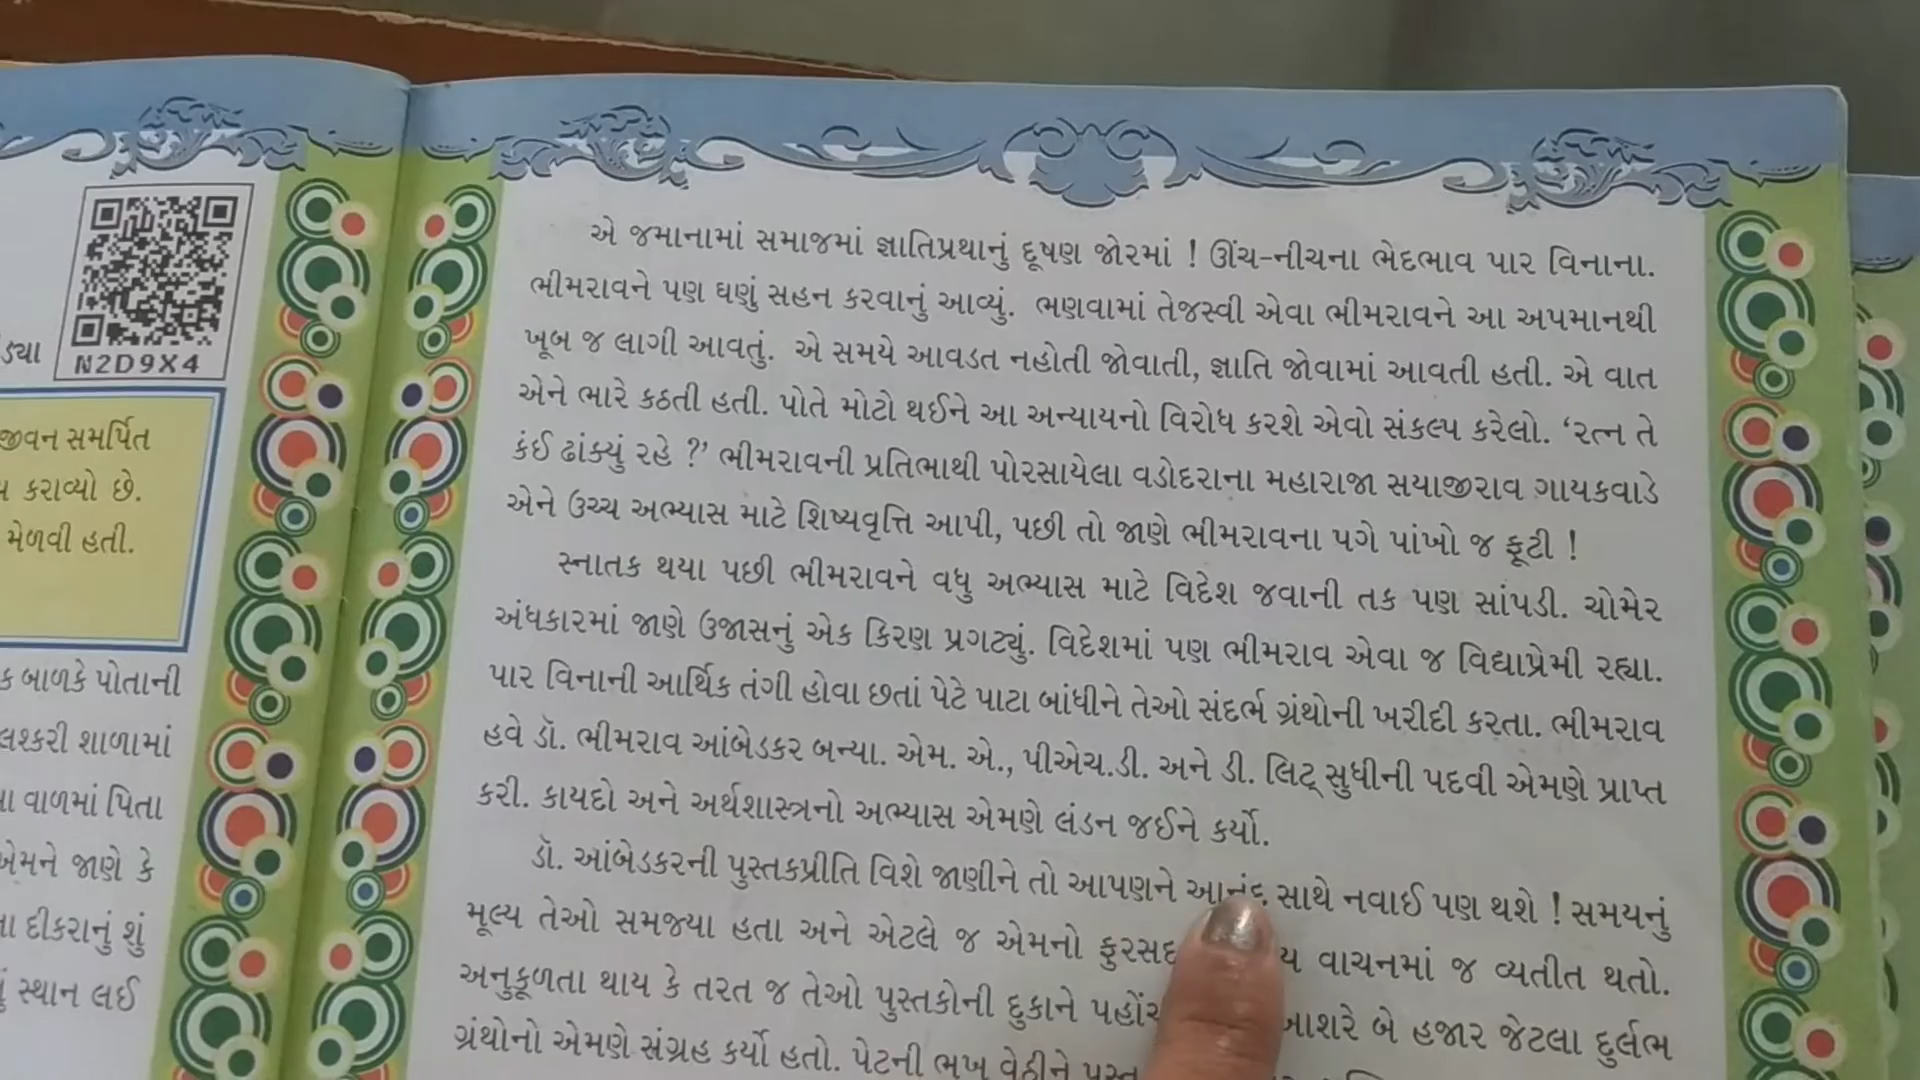 ડ્યા
N2D9X4
જીવન સમર્પિત
કરાવ્યો છે.
મેળવી હતી.
ક બાળકે પોતાની
લશ્કરી શાળામાં
વાળમાં પિતા
એમને જાણે કે
દીકરાનું શું
સ્થાન લઈ
એ જમાનામાં સમાજમાં જ્ઞાતિપ્રથાનું દૂષણ જોરમાં ! ઊંચ-નીચના ભેદભાવ પાર વિનાના.
ભીમરાવને પણ ઘણું સહન કરવાનું આવ્યું. ભણવામાં તેજસ્વી એવા ભીમરાવને આ અપમાનથી
ખૂબ જ લાગી આવતું. એ સમયે આવડત નહોતી જોવાતી, જ્ઞાતિ જોવામાં આવતી હતી. એ વાત
એને ભારે કઠતી હતી. પોતે મોટો થઈને આ અન્યાયનો વિરોધ કરશે એવો સંકલ્પ કરેલો. ‘રત્ન તે
કંઈ ઢાંક્યું રહે ?’ ભીમરાવની પ્રતિભાથી પોરસાયેલા વડોદરાના મહારાજા સયાજીરાવ ગાયકવાડે
એને ઉચ્ચ અભ્યાસ માટે શિષ્યવૃત્તિ આપી, પછી તો જાણે ભીમરાવના પગે પાંખો જ ફૂટી !
સ્નાતક થયા પછી ભીમરાવને વધુ અભ્યાસ માટે વિદેશ જવાની તક પણ સાંપડી. ચોમેર
અંધકારમાં જાણે ઉજાસનું એક કિરણ પ્રગટ્યું. વિદેશમાં પણ ભીમરાવ એવા જ વિદ્યાપ્રેમી રહ્યા.
પાર વિનાની આર્થિક તંગી હોવા છતાં પેટે પાટા બાંધીને તેઓ સંદર્ભ ગ્રંથોની ખરીદી કરતા. ભીમરાવ
હવે ડૉ. ભીમરાવ આંબેડકર બન્યા. એમ. એ., પીએચ.ડી. અને ડી. લિટ્ સુધીની પદવી એમણે પ્રાપ્ત
કરી. કાયદો અને અર્થશાસ્ત્રનો અભ્યાસ એમણે લંડન જઈને કર્યો.
ડૉ. આંબેડકરની પુસ્તકપ્રીતિ વિશે જાણીને તો આપણને આનંદ સાથે નવાઈ પણ થશે ! સમયનું
મૂલ્ય તેઓ સમજ્યા હતા અને એટલે જ એમનો ફુરસદ ય વાચનમાં જ વ્યતીત થતો.
અનુકૂળતા થાય કે તરત જ તેઓ પુસ્તકોની દુકાને પહોંચ આશરે બે હજાર જેટલા દુર્લભ
ગ્રંથોનો એમણે સંગ્રહ કર્યો હતો. પેટની ભૂખ વેઠીને